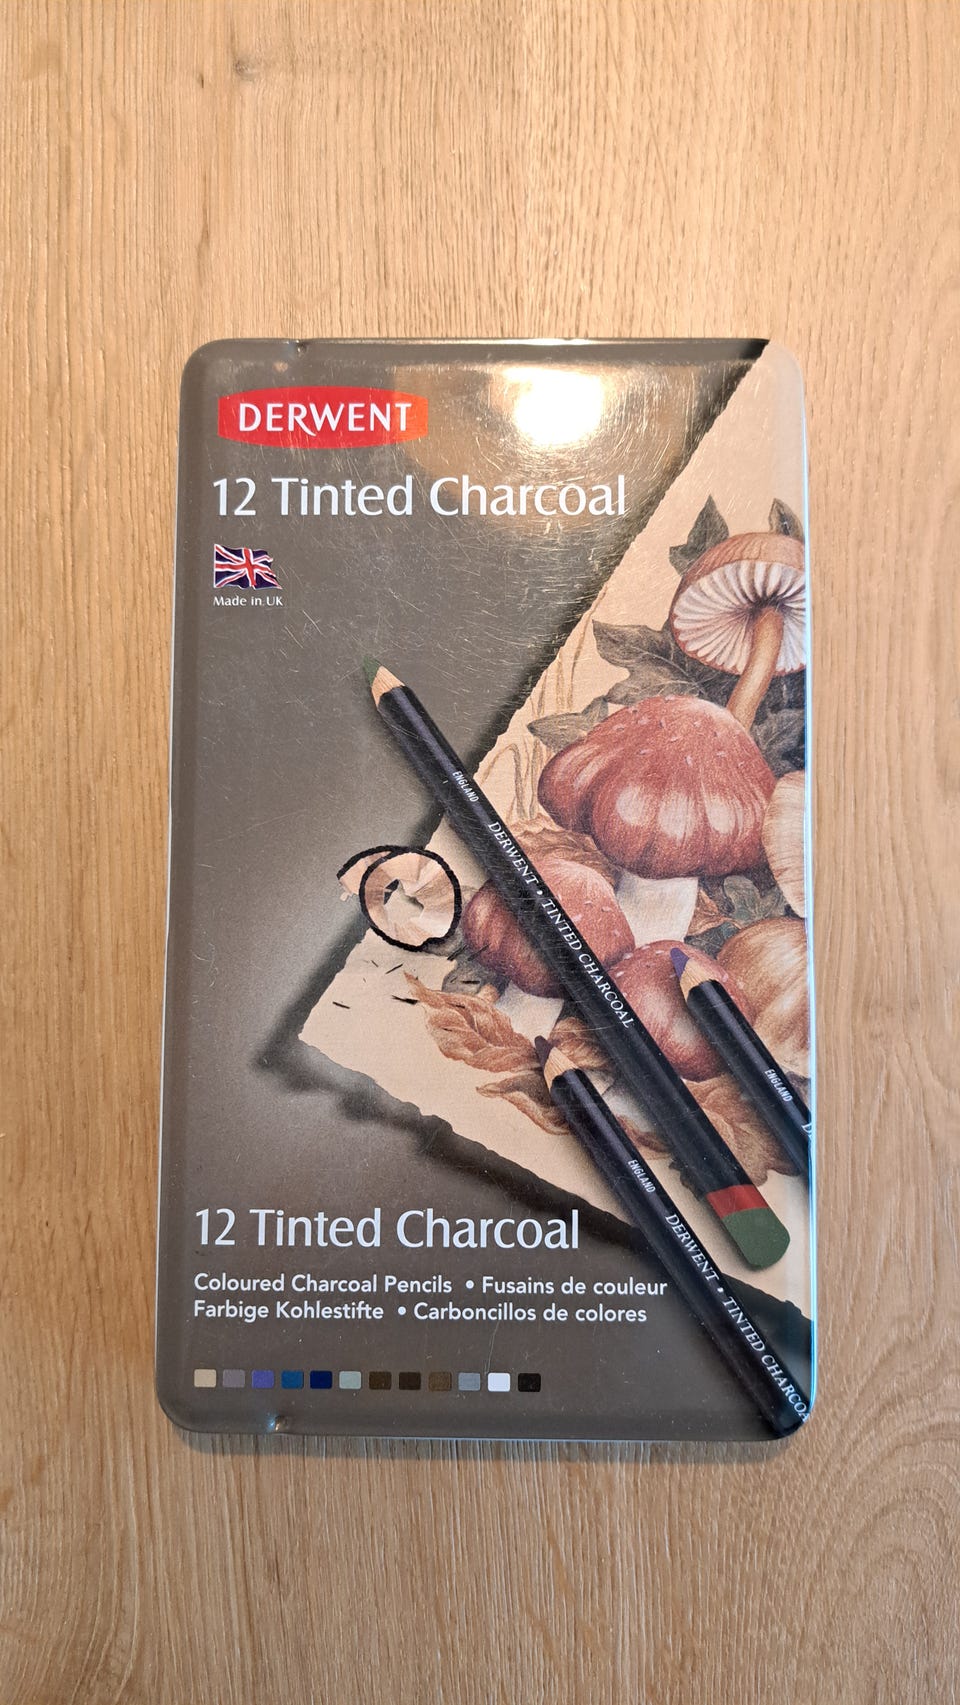 DERWENT
12 Tinted Charcoal
Made in UK
ENGLAND DERWENT • TINTED CHARCOAL
ENGLAND
ENGLAND DERWENT • TINTED
12 Tinted Charcoal
Coloured Charcoal Pencils • Fusains de couleur
Farbige Kohlestifte • Carboncillos de colores